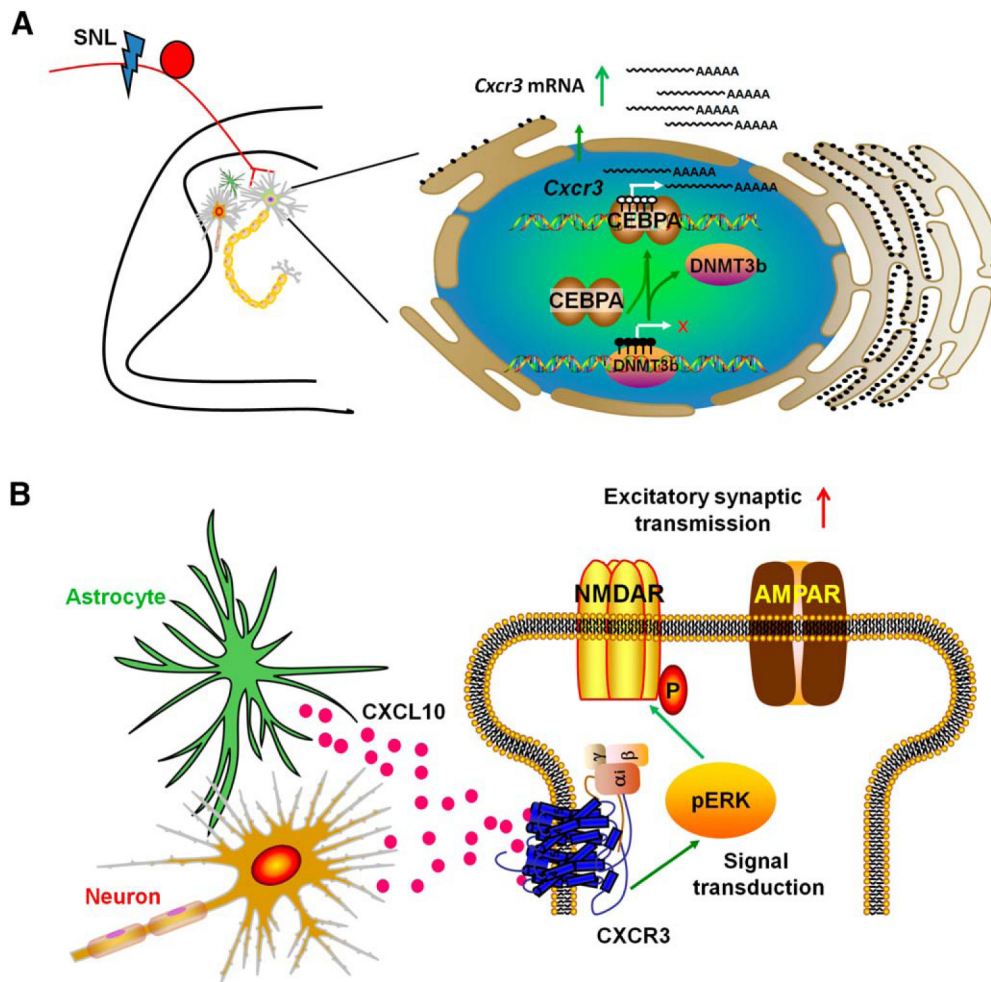 A
SNL
Cxcr3 mRNA
AAAAA
AAAAA
AAAAA
AAAAA
AAAAA
AAAAA
Cxcr3
CEBPA
DNMT3b
CEBPA
X
DNMT3b
B
Excitatory synaptic
transmission
Astrocyte
NMDAR
AMPAR
P
CXCL10
γ
β
αi
pERK
Signal
transduction
Neuron
CXCR3